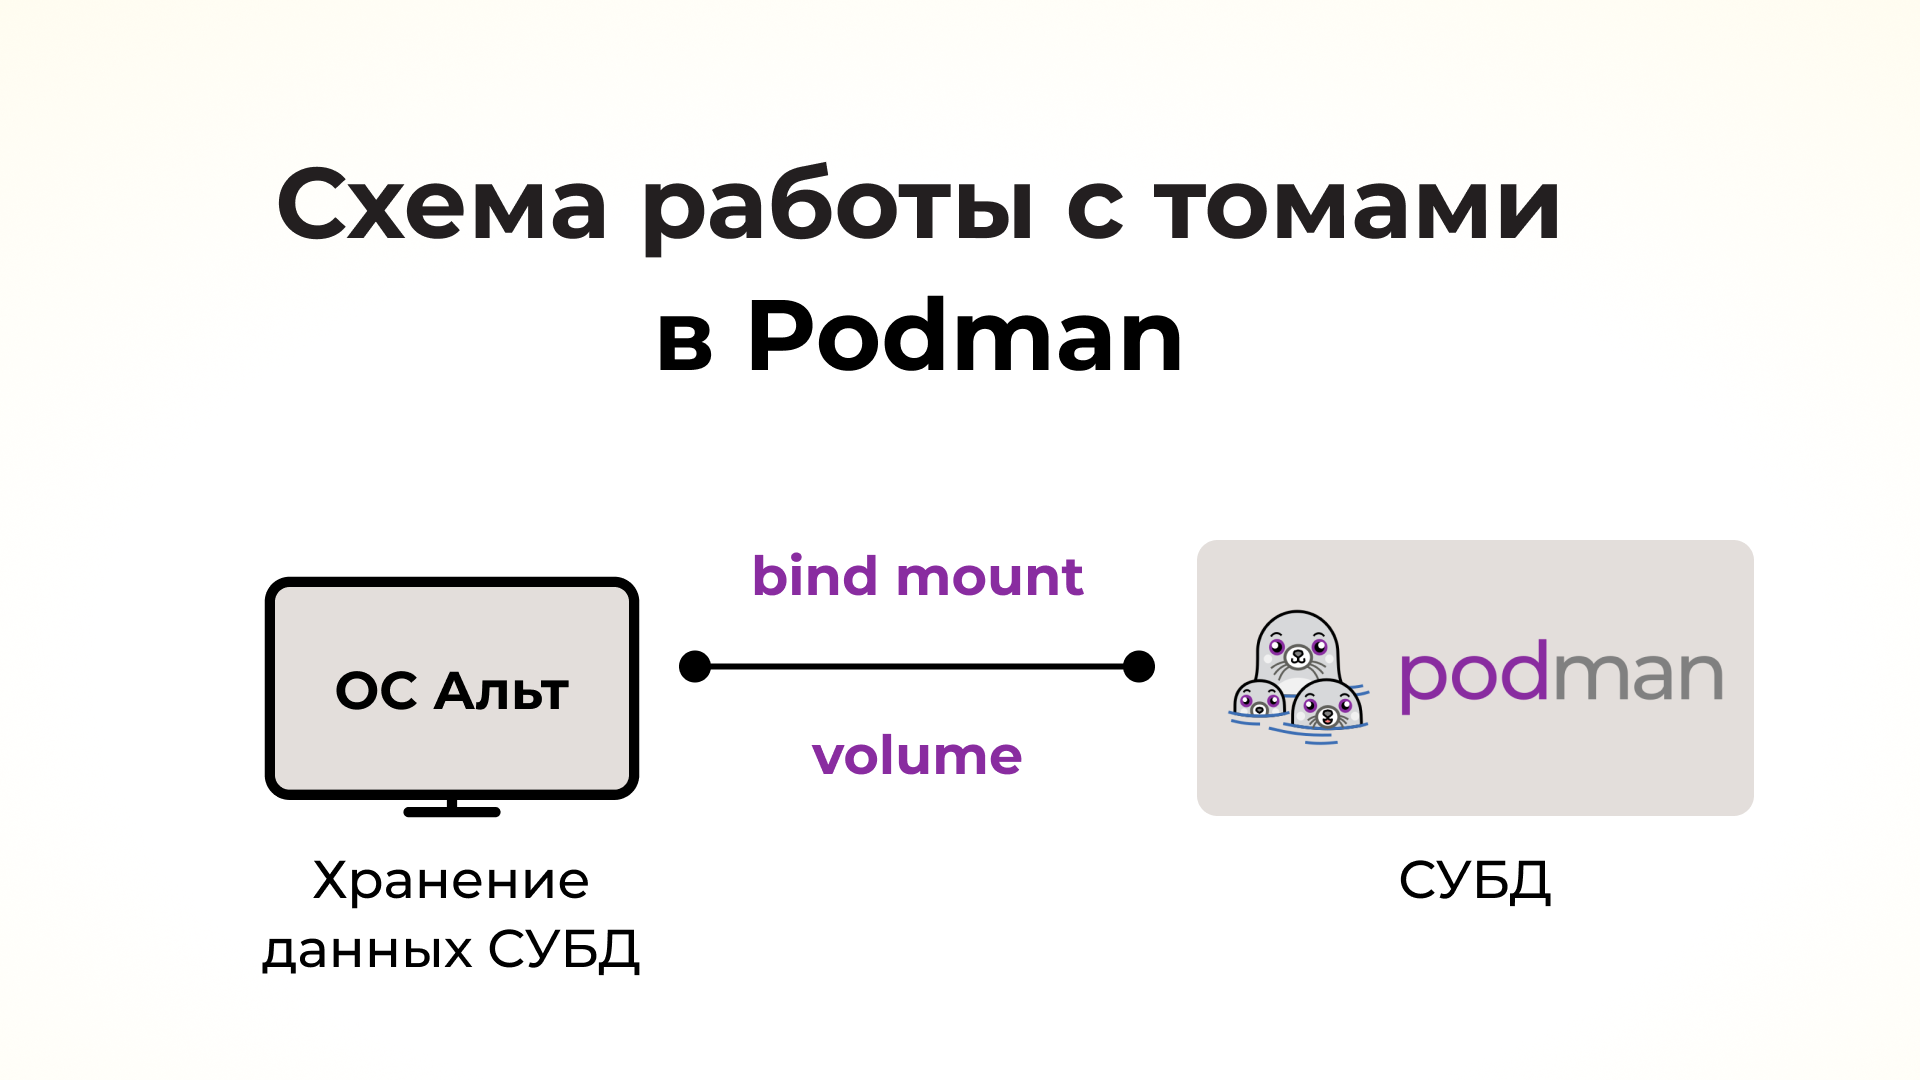 Схема работы с томами
в Podman
bind mount
ОС Альт
podman
volume
Хранение
данных СУБД
СУБД